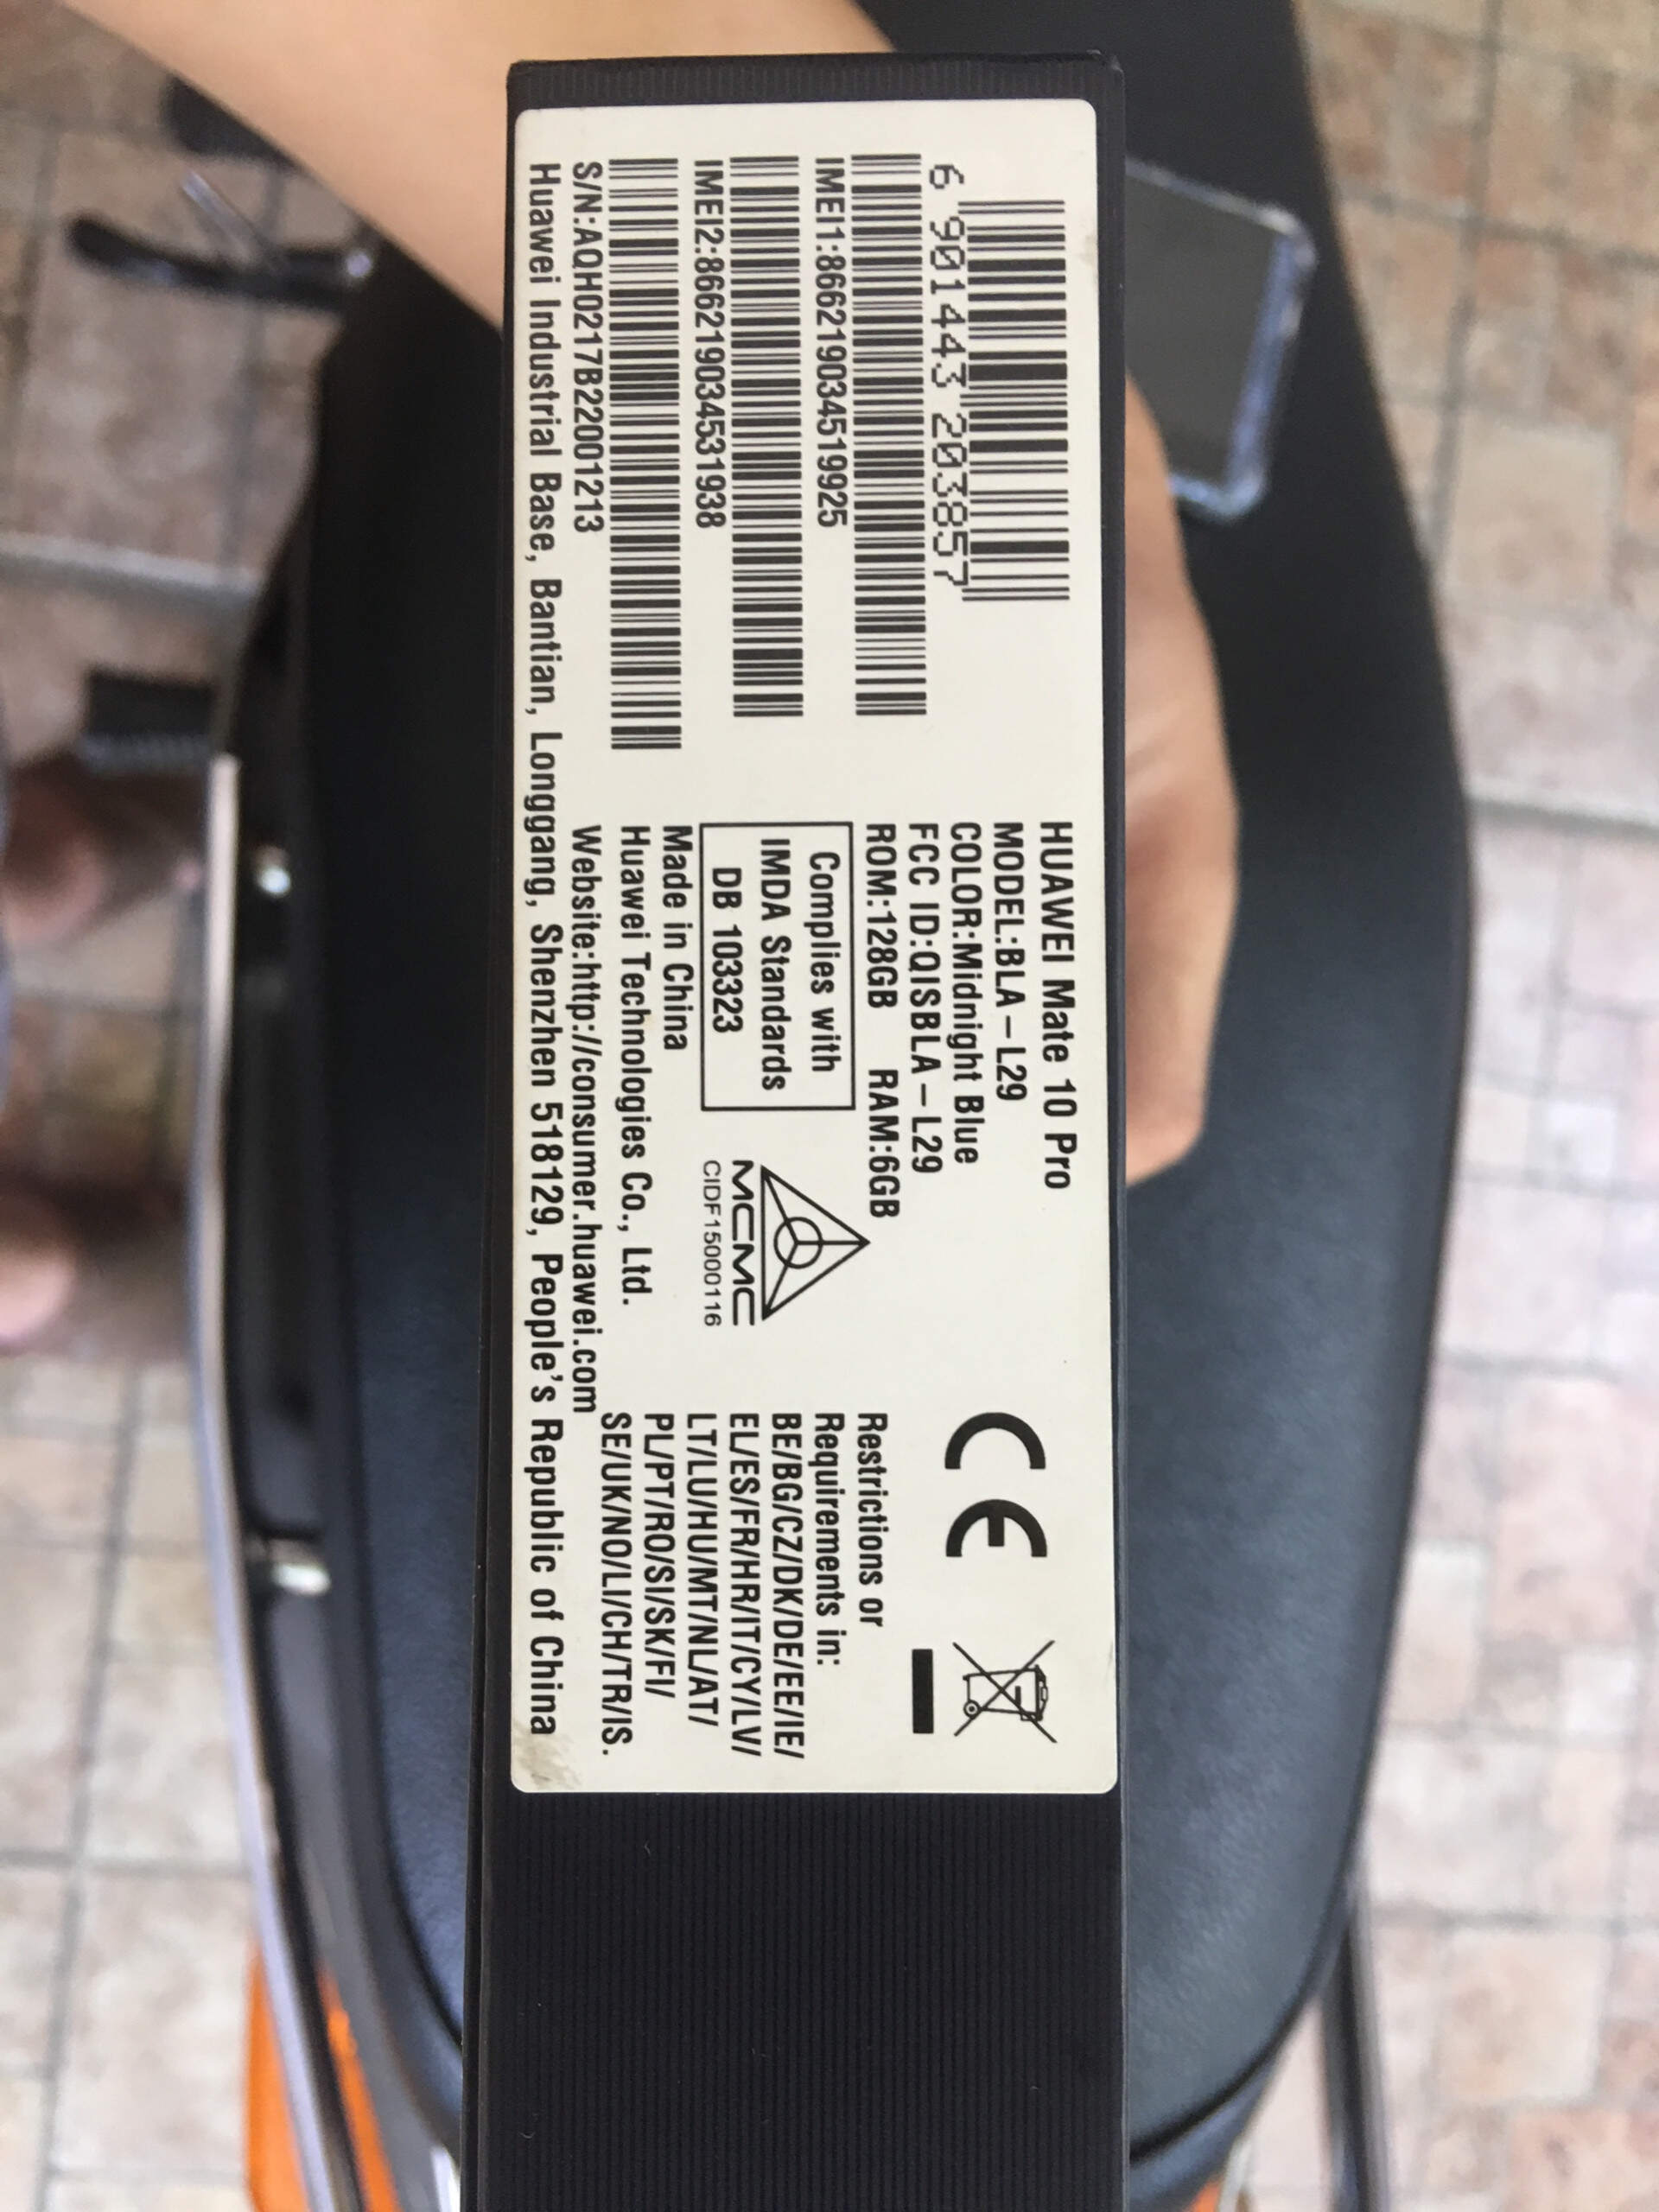 6 901443 203857
IMEI1:866219034519925
IMEI2:866219034531938
S/N:AQH0217B22001213
HUAWEI Mate 10 Pro
MODEL:BLA-L29
COLOR:Midnight Blue
FCC ID:QISBLA-L29
ROM:128GB RAM:6GB
Complies with
IMDA Standards
DB 103323
MCMC
CIDF15000116
Made in China
Huawei Technologies Co., Ltd.
Website:http://consumer.huawei.com
CE
Restrictions or
Requirements in:
BE/BG/CZ/DK/DE/EE/IE/
EL/ES/FR/HR/IT/CY/LV/
LT/LU/HU/MT/NL/AT/
PL/PT/RO/SI/SK/FI/
SE/UK/NO/LI/CH/TR/IS.
Huawei Industrial Base, Bantian, Longgang, Shenzhen 518129, People's Republic of China